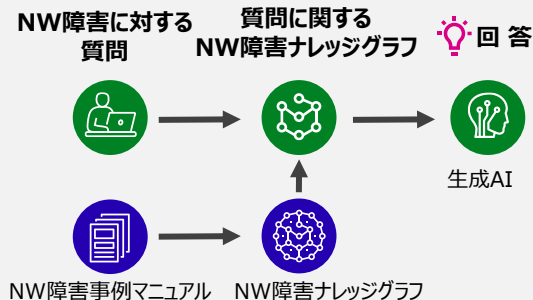 NW障害に対する
質問
質問に関する
NW障害ナレッジグラフ
回 答
生成AI
NW障害事例マニュアル
NW障害ナレッジグラフ